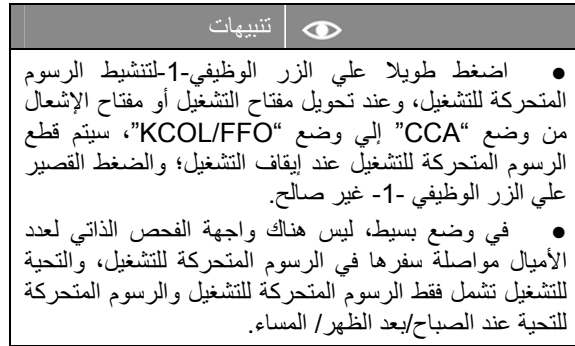 تنبيهات
● اضغط طويلا علي الزر الوظيفي-1-لتنشيط الرسوم
المتحركة للتشغيل، وعند تحويل مفتاح التشغيل أو مفتاح الإشعال
من وضع “CCA” إلي وضع “KCOL/FFO”، سيتم قطع
الرسوم المتحركة للتشغيل عند إيقاف التشغيل؛ والضغط القصير
علي الزر الوظيفي -1- غير صالح.
● في وضع بسيط، ليس هناك واجهة الفحص الذاتي لعدد
الأميال مواصلة سفرها في الرسوم المتحركة للتشغيل، والتحية
للتشغيل تشمل فقط الرسوم المتحركة للتشغيل والرسوم المتحركة
للتحية عند الصباح/بعد الظهر/ المساء.